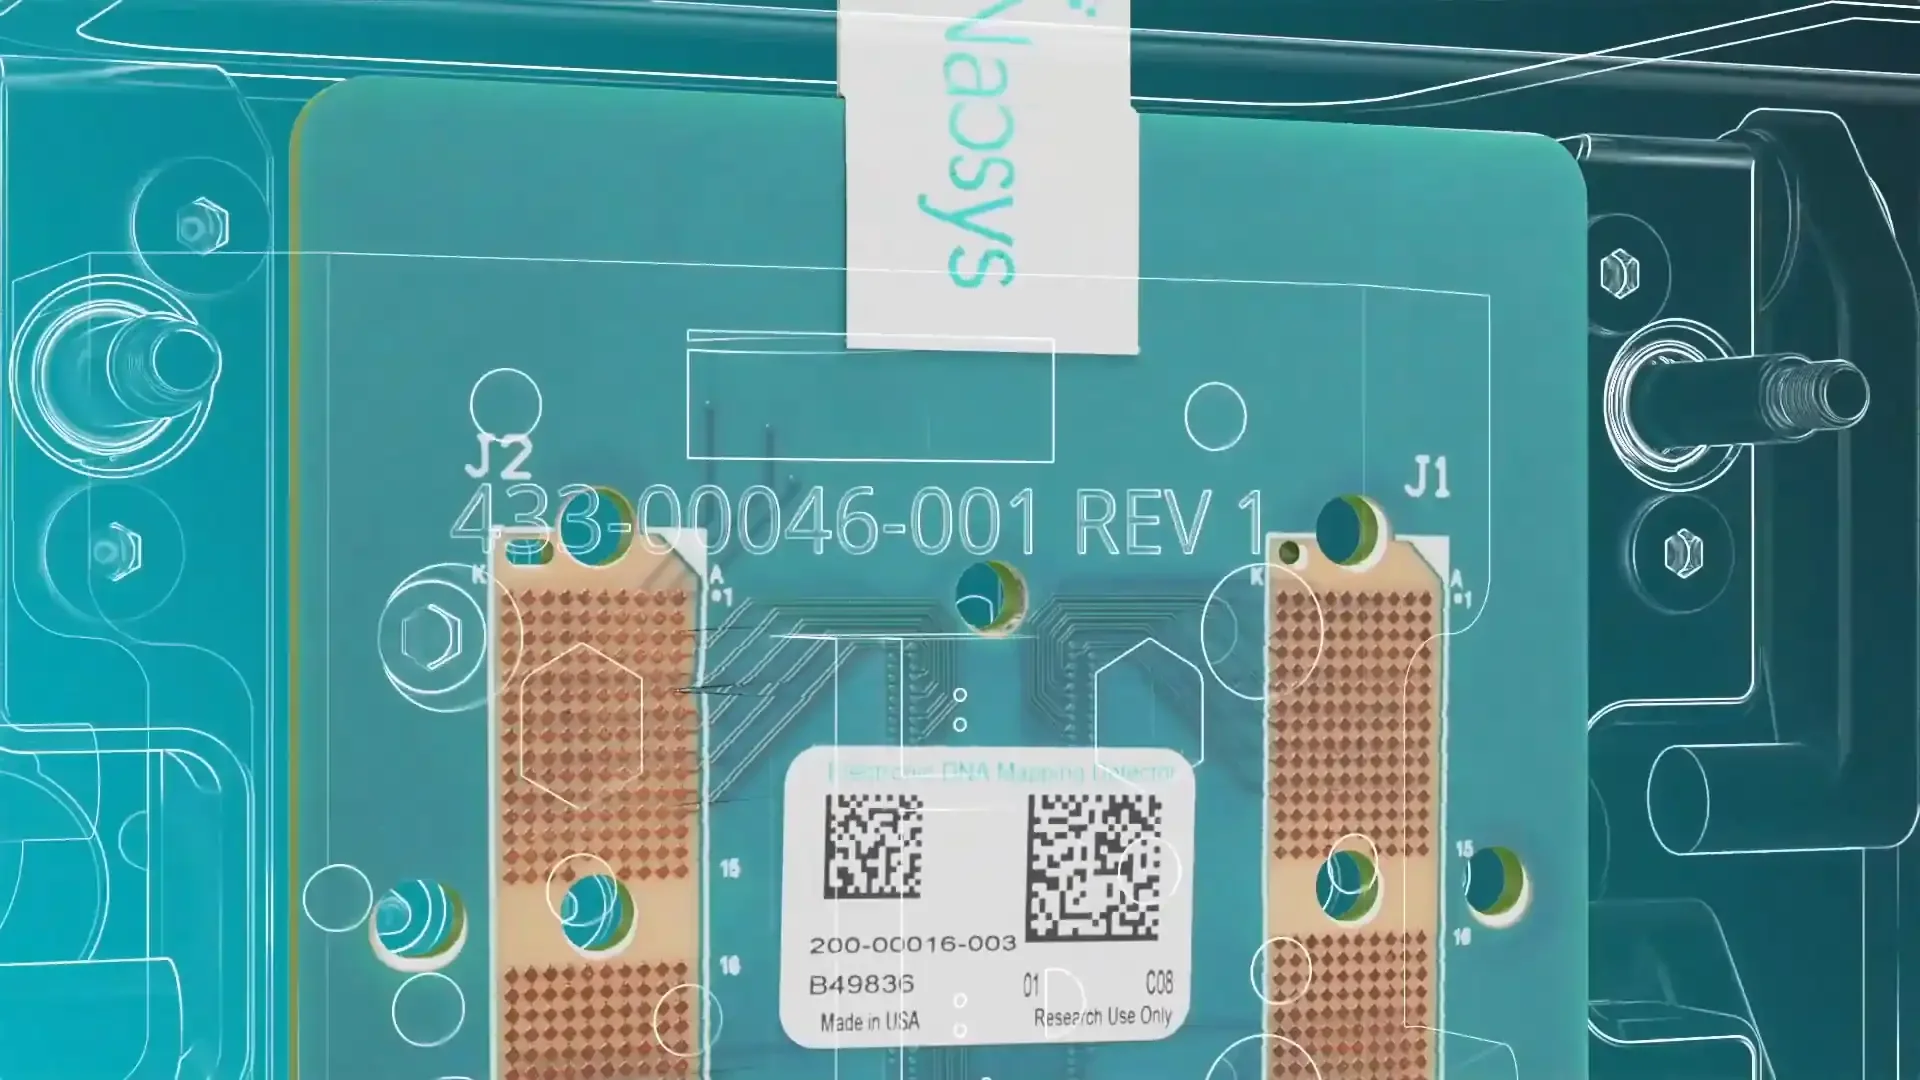 Nabsys
J2
J1
433-00046-001 REV 1
K
A
1
K
A
1
Electronic DNA Mapping Detector
15
15
16
16
200-00016-003
B49836
01
C08
Made in USA
Research Use Only